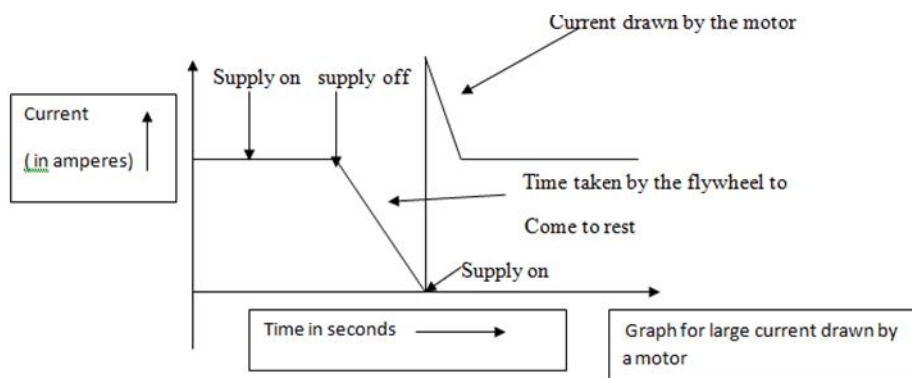 Current drawn by the motor
Supply on supply off
Current
( in amperes)
Time taken by the flywheel to
Come to rest
Supply on
Time in seconds
Graph for large current drawn by
a motor